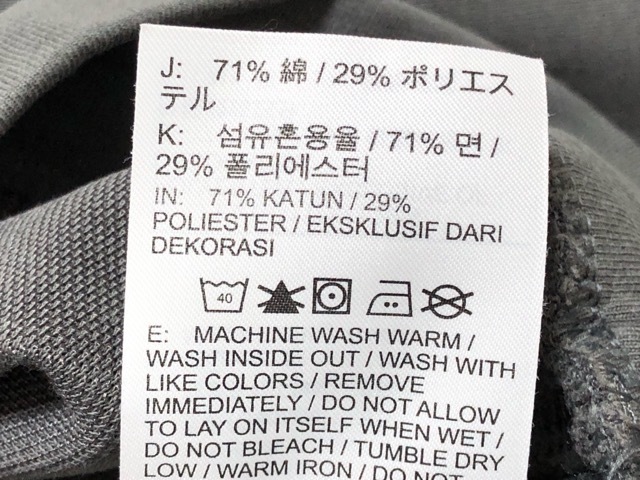 J: 71% 綿 / 29% ポリエス
テル
K: 섬유혼용율 / 71% 면 /
29% 폴리에스터
IN: 71% KATUN / 29%
POLIESTER / EKSKLUSIF DARI
DEKORASI
40
E: MACHINE WASH WARM /
WASH INSIDE OUT / WASH WITH
LIKE COLORS / REMOVE
IMMEDIATELY / DO NOT ALLOW
TO LAY ON ITSELF WHEN WET /
DO NOT BLEACH / TUMBLE DRY
LOW / WARM IRON / DO NOT